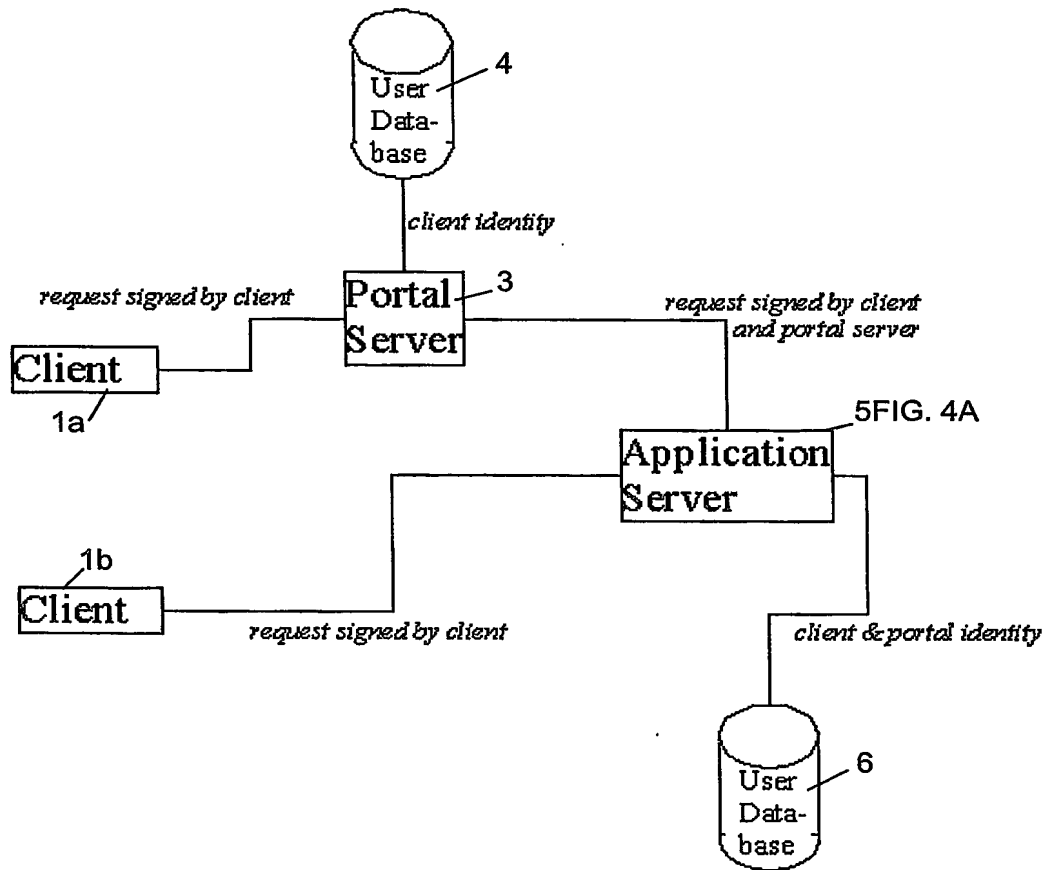 4
User
Data-
base
client identity
request signed by client
Portal
Server
3
request signed by client
and portal server
Client
1a
5FIG. 4A
Application
Server
1b
Client
request signed by client
client & portal identity
6
User
Data-
base